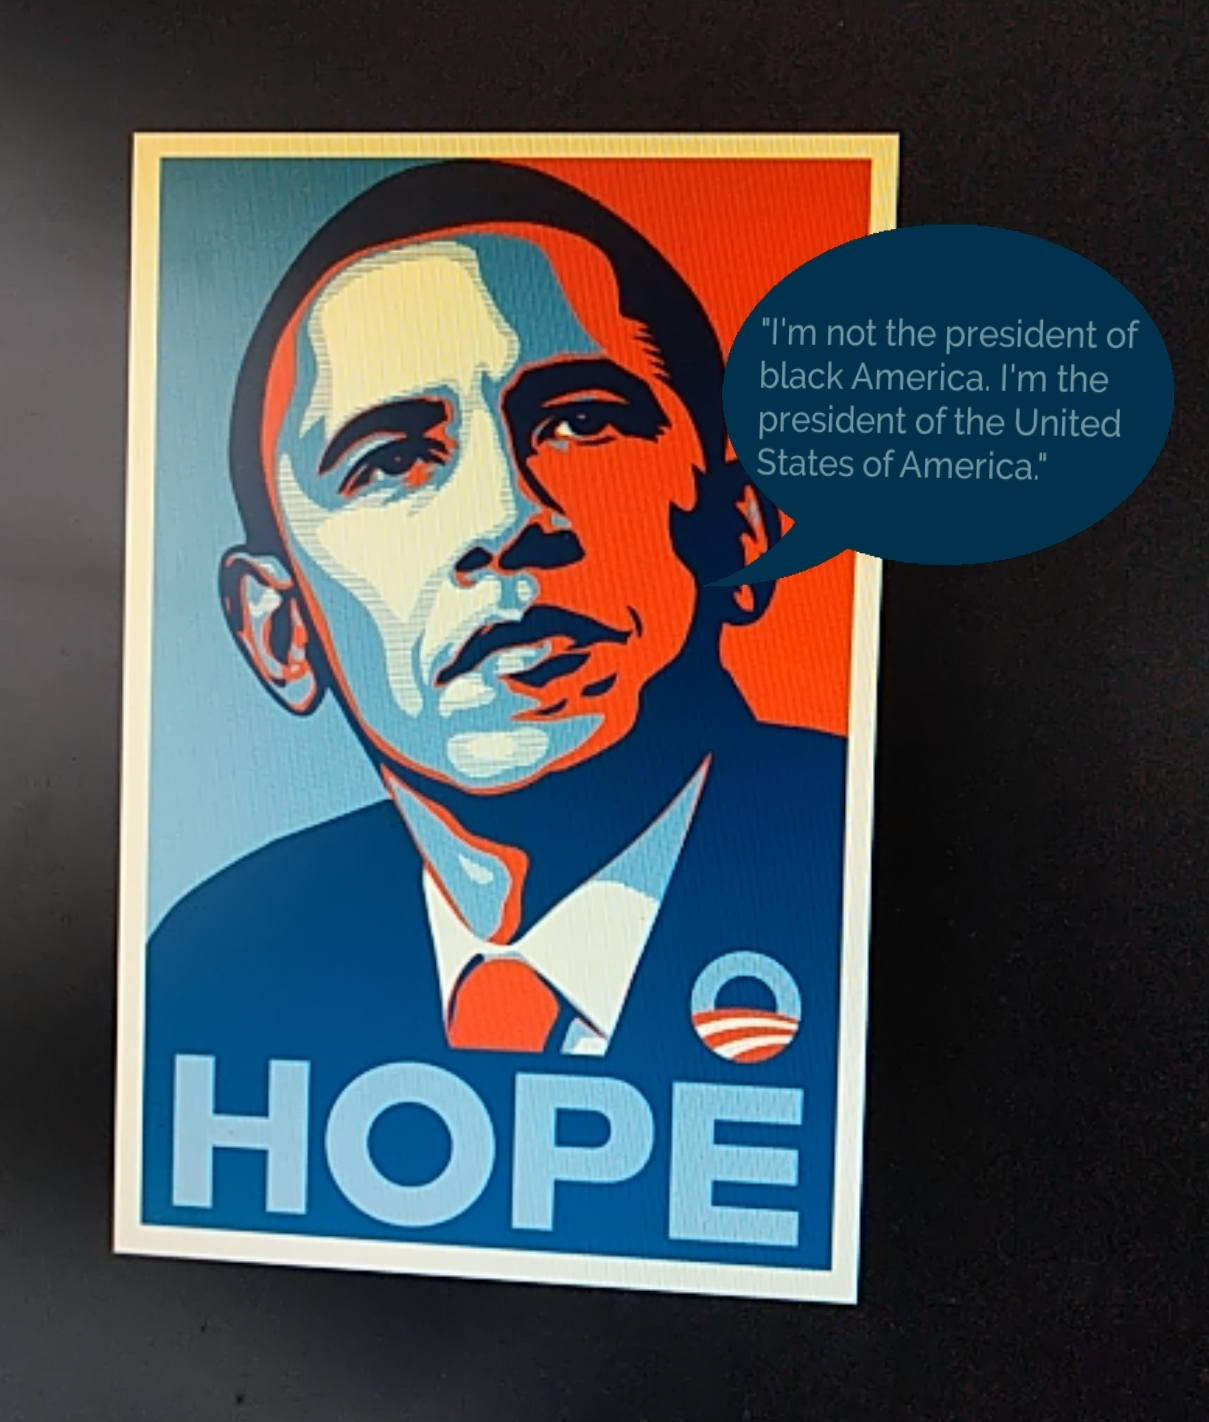 "I'm not the president of
black America. I'm the
president of the United
States of America."
HOPE